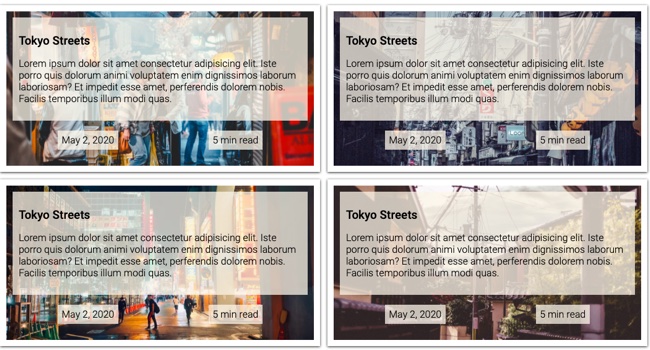 Tokyo Streets
Lorem ipsum dolor sit amet consectetur adipisicing elit. Iste
porro quis dolorum animi voluptatem enim dignissimos laborum
laboriosam? Et impedit esse amet, perferendis dolorem nobis.
Facilis temporibus illum modi quas.
May 2, 2020
5 min read
Tokyo Streets
Lorem ipsum dolor sit amet consectetur adipisicing elit. Iste
porro quis dolorum animi voluptatem enim dignissimos laborum
laboriosam? Et impedit esse amet, perferendis dolorem nobis.
Facilis temporibus illum modi quas.
May 2, 2020
5 min read
Tokyo Streets
Lorem ipsum dolor sit amet consectetur adipisicing elit. Iste
porro quis dolorum animi voluptatem enim dignissimos laborum
laboriosam? Et impedit esse amet, perferendis dolorem nobis.
Facilis temporibus illum modi quas.
May 2, 2020
5 min read
Tokyo Streets
Lorem ipsum dolor sit amet consectetur adipisicing elit. Iste
porro quis dolorum animi voluptatem enim dignissimos laborum
laboriosam? Et impedit esse amet, perferendis dolorem nobis.
Facilis temporibus illum modi quas.
May 2, 2020
5 min read